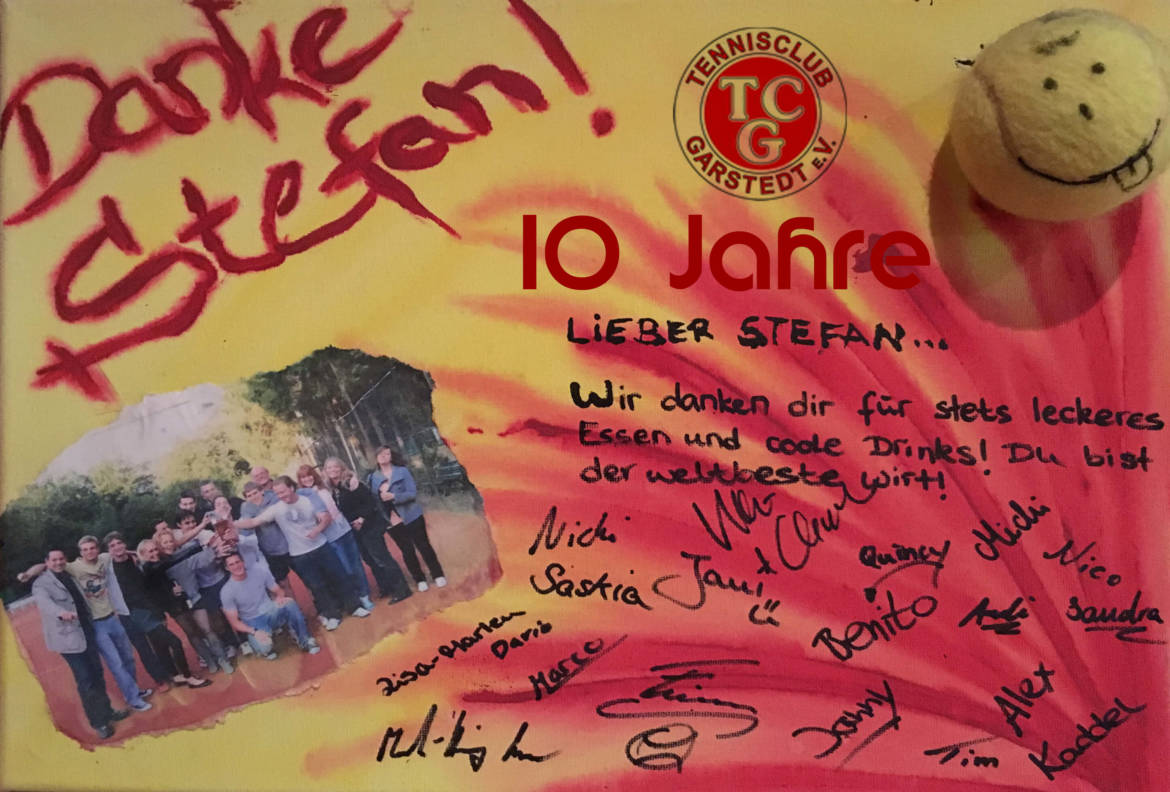 Danke
Stefan!
TENNISCLUB
TCG
GARSTEDT e.V.
10 Jahre
LiEBER STEFAN...
Wir danken dir für stets leckeres
Essen und coole Drinks! Du bist
der weltbeste Wirt!
Nicki
Saskia
Jani
Quincy
Michi
Nico
Benito
Andi
Sandra
Lisa-Marleen
Dario
Marco
Danny
Alex
Tim
Kaddel